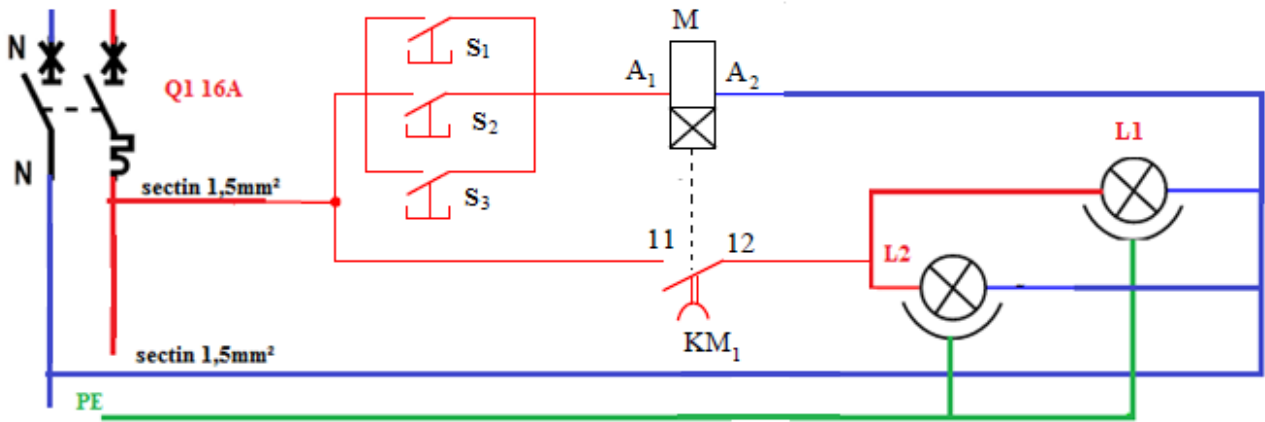 N
Q1 16A
N
sectin 1,5mm²
S₁
S₂
S₃
M
A₁
A₂
11
12
KM₁
L1
L2
sectin 1,5mm²
PE